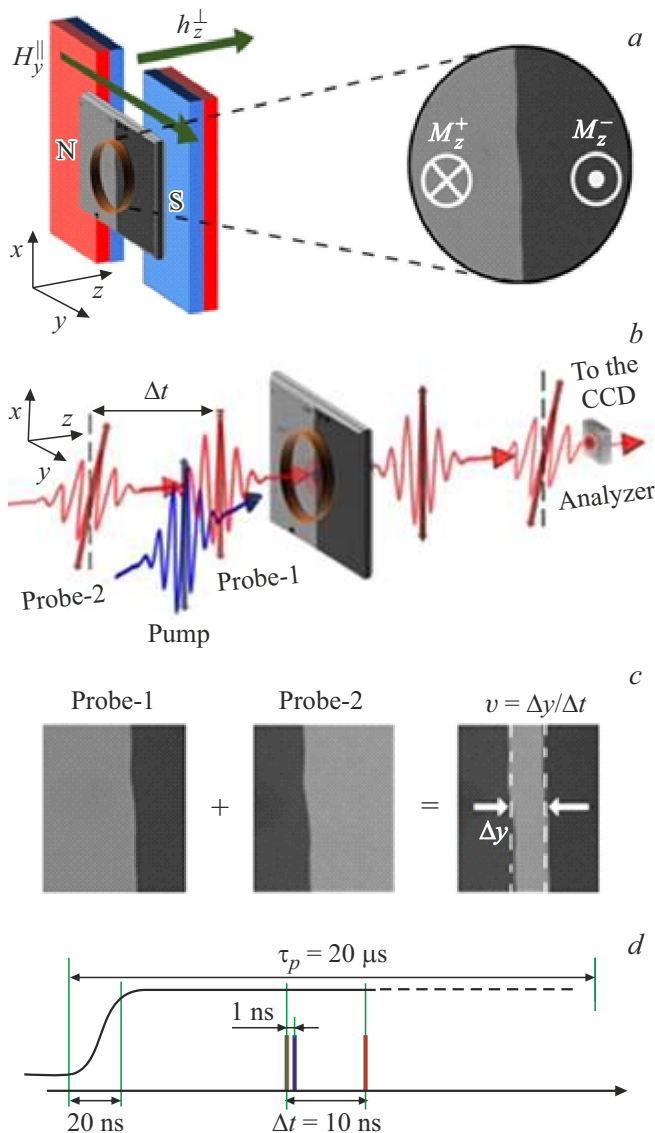 a
H_y^∥
h_z^⊥
M_z^+
M_z^−
N
S
x
z
y
b
To the
CCD
x
z
Δt
y
Analyzer
Probe-2
Probe-1
Pump
c
Probe-1
Probe-2
v = Δy/Δt
+
=
Δy
d
τ_p = 20 μs
1 ns
20 ns
Δt = 10 ns